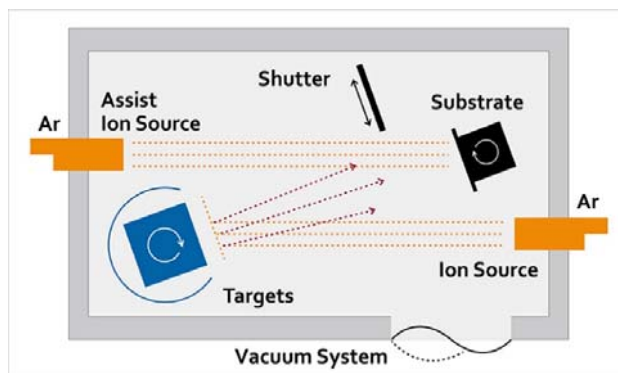 Shutter
Substrate
Assist
Ion Source
Ar
Ar
Ion Source
Targets
Vacuum System